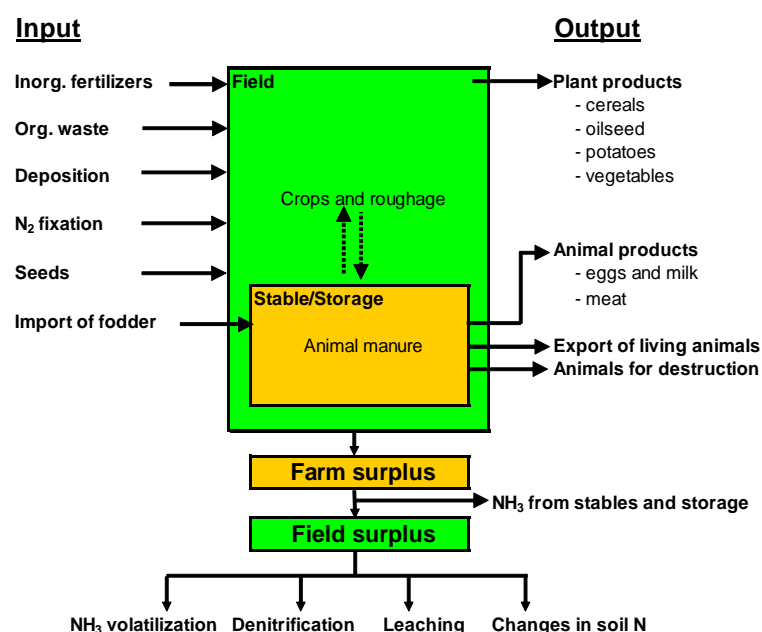 Input
Output
Inorg. fertilizers
Field
Plant products
- cereals
Org. waste
- oilseed
- potatoes
Deposition
- vegetables
Crops and roughage
N₂ fixation
Animal products
Seeds
- eggs and milk
Stable/Storage
- meat
Import of fodder
Animal manure
Export of living animals
Animals for destruction
Farm surplus
NH₃ from stables and storage
Field surplus
NH₃ volatilization Denitrification Leaching Changes in soil N